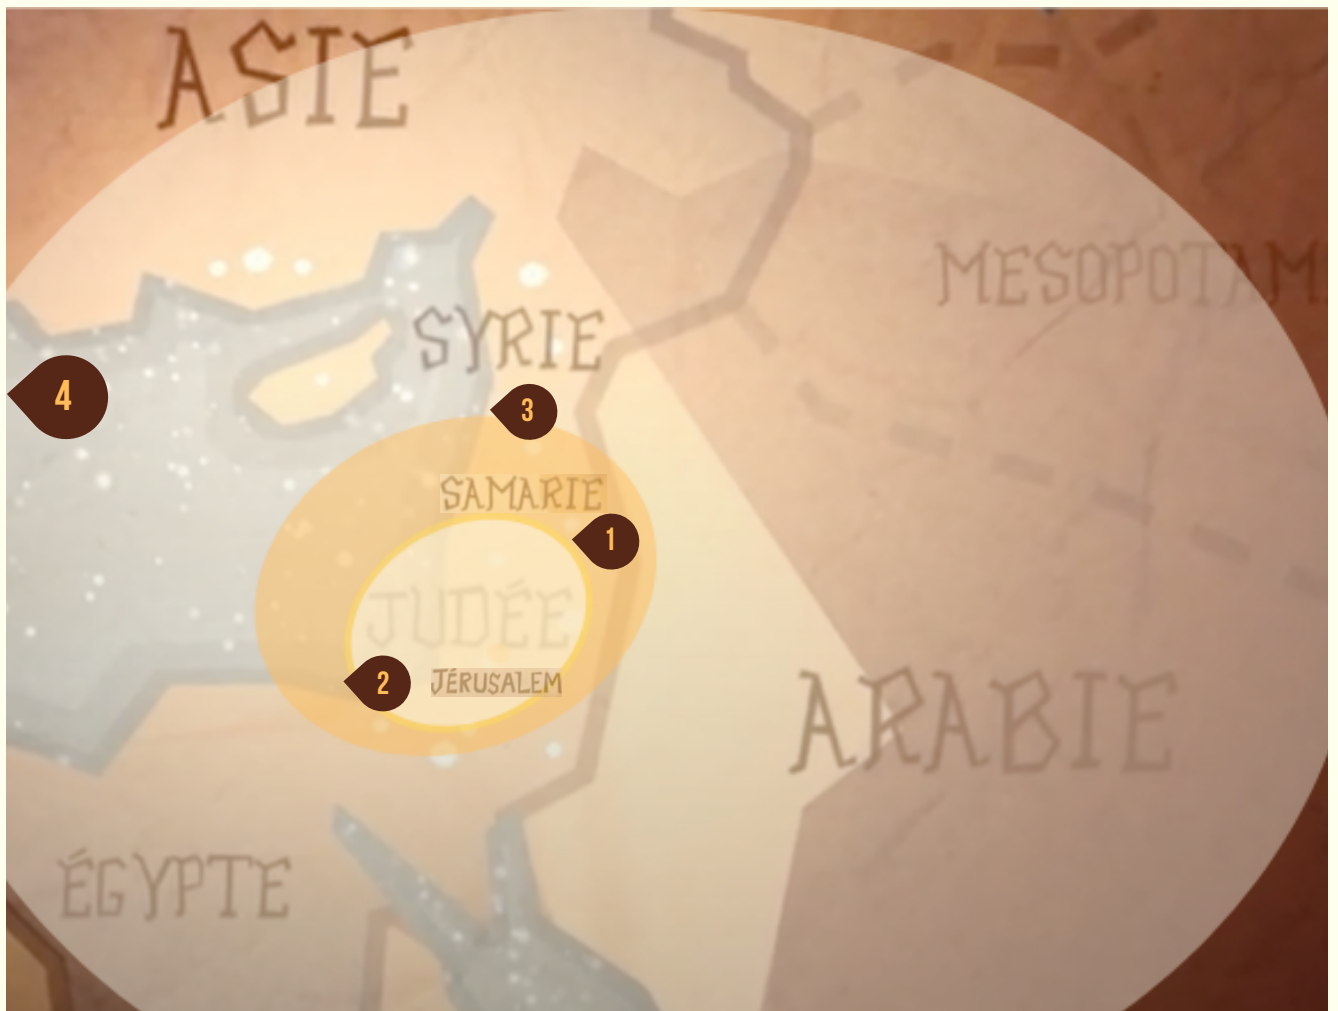 ASIE
MESOPOTAM
SYRIE
4
3
SAMARIE
1
JUDÉE
2
JÉRUSALEM
ARABIE
ÉGYPTE